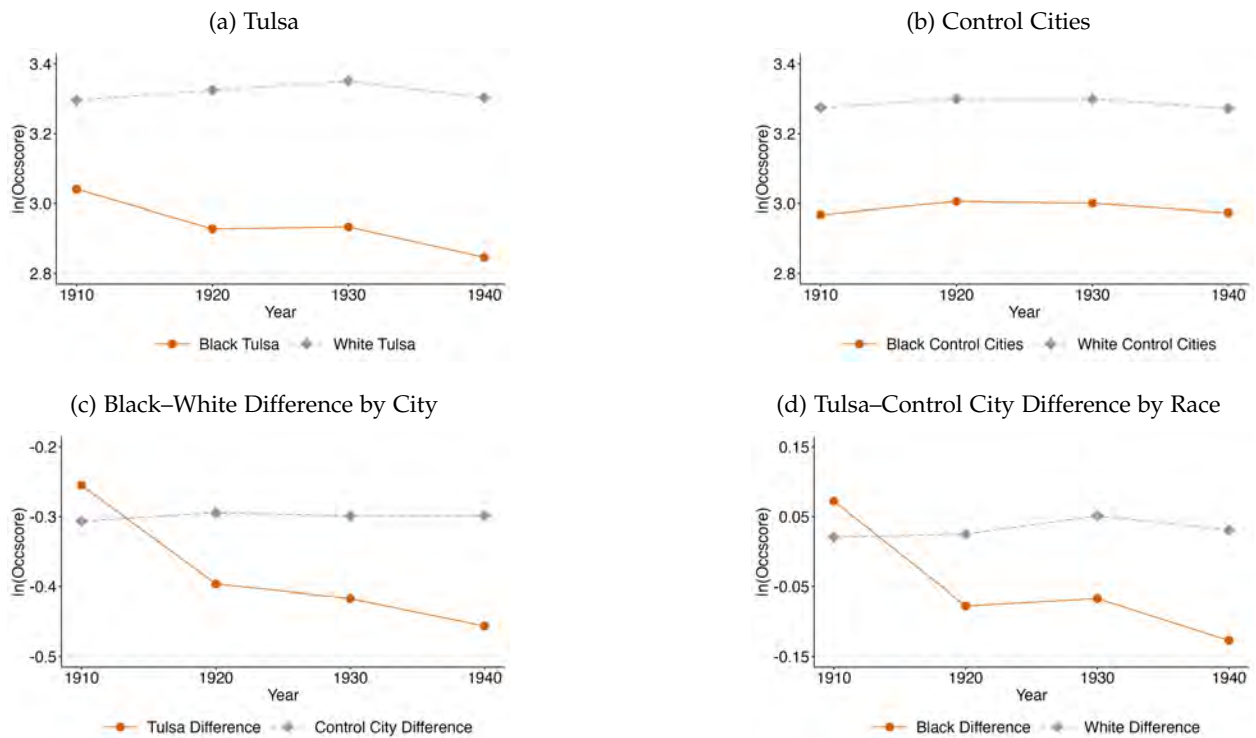 (a) Tulsa
3.4
3.2
3.0
2.8
ln(Occscore)
1910 1920 1930 1940
Year
Black Tulsa White Tulsa
(b) Control Cities
3.4
3.2
3.0
2.8
ln(Occscore)
1910 1920 1930 1940
Year
Black Control Cities White Control Cities
(c) Black–White Difference by City
-0.2
-0.3
-0.4
-0.5
ln(Occscore)
1910 1920 1930 1940
Year
Tulsa Difference Control City Difference
(d) Tulsa–Control City Difference by Race
0.15
0.05
-0.05
-0.15
ln(Occscore)
1910 1920 1930 1940
Year
Black Difference White Difference